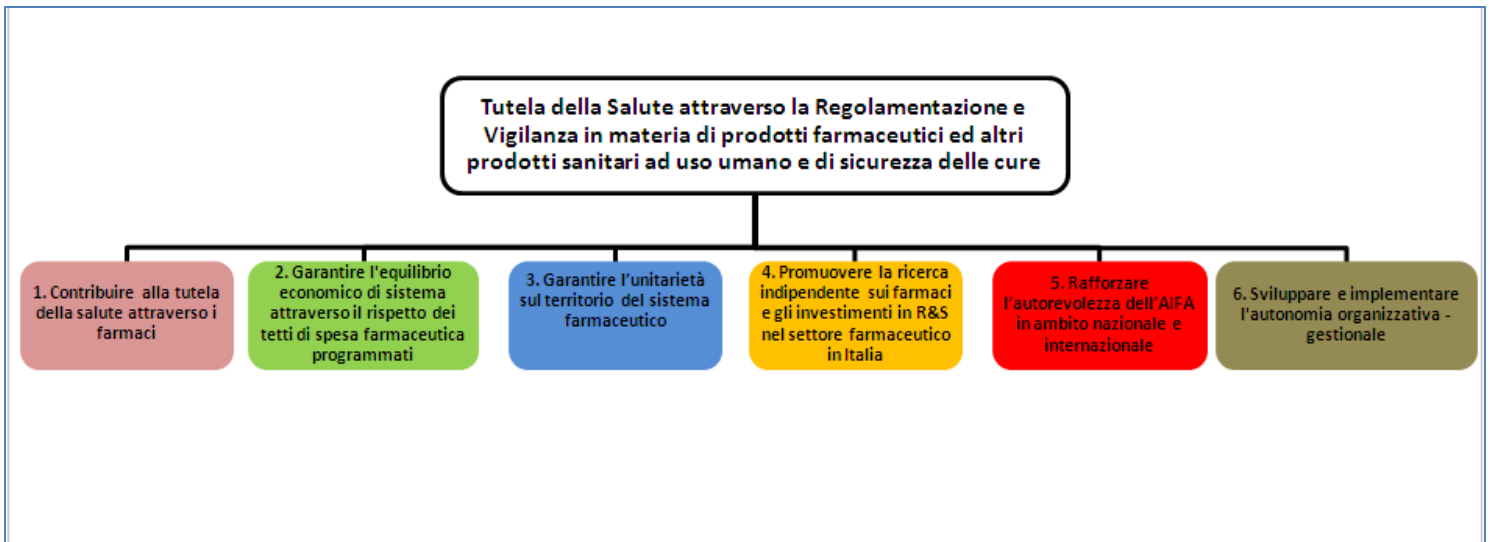 Tutela della Salute attraverso la Regolamentazione e
Vigilanza in materia di prodotti farmaceutici ed altri
prodotti sanitari ad uso umano e di sicurezza delle cure
1. Contribuire alla tutela
della salute attraverso i
farmaci
2. Garantire l'equilibrio
economico di sistema
attraverso il rispetto dei
tetti di spesa farmaceutica
programmati
3. Garantire l’unitarietà
sul territorio del sistema
farmaceutico
4. Promuovere la ricerca
indipendente sui farmaci
e gli investimenti in R&S
nel settore farmaceutico
in Italia
5. Rafforzare
l’autorevolezza dell’AIFA
in ambito nazionale e
internazionale
6. Sviluppare e implementare
l'autonomia organizzativa -
gestionale